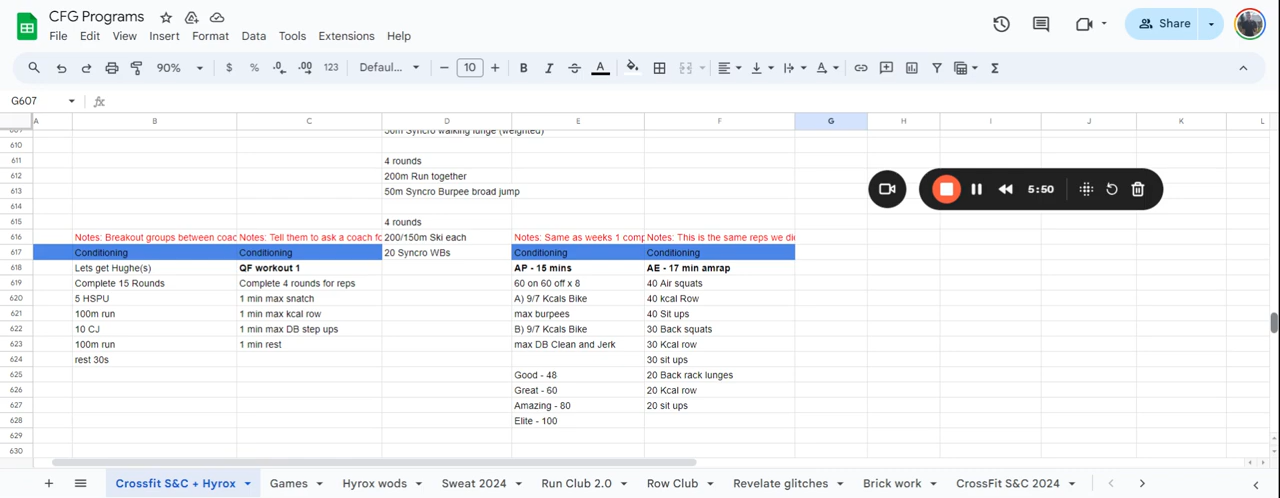 CFG Programs
File Edit View Insert Format Data Tools Extensions Help
Share
90% $ % .0 .00 123 Defaul... 10 B I A Σ
G607 fx
A B C D E F G H I J K L
50m Syncro walking lunge (weighted)
610
611 4 rounds
612 200m Run together
613 50m Syncro Burpee broad jump
614
615 4 rounds
616 Notes: Breakout groups between coac Notes: Tell them to ask a coach fo 200/150m Ski each Notes: Same as weeks 1 comp Notes: This is the same reps we di
617 Conditioning Conditioning 20 Syncro WBs Conditioning Conditioning
618 Lets get Hughe(s) QF workout 1 AP - 15 mins AE - 17 min amrap
619 Complete 15 Rounds Complete 4 rounds for reps 60 on 60 off x 8 40 Air squats
620 5 HSPU 1 min max snatch A) 9/7 Kcals Bike 40 kcal Row
621 100m run 1 min max kcal row max burpees 40 Sit ups
622 10 CJ 1 min max DB step ups B) 9/7 Kcals Bike 30 Back squats
623 100m run 1 min rest max DB Clean and Jerk 30 Kcal row
624 rest 30s 30 sit ups
625 Good - 48 20 Back rack lunges
626 Great - 60 20 Kcal row
627 Amazing - 80 20 sit ups
628 Elite - 100
629
630
5:50
Crossfit S&C + Hyrox Games Hyrox wods Sweat 2024 Run Club 2.0 Row Club Revelate glitches Brick work CrossFit S&C 2024